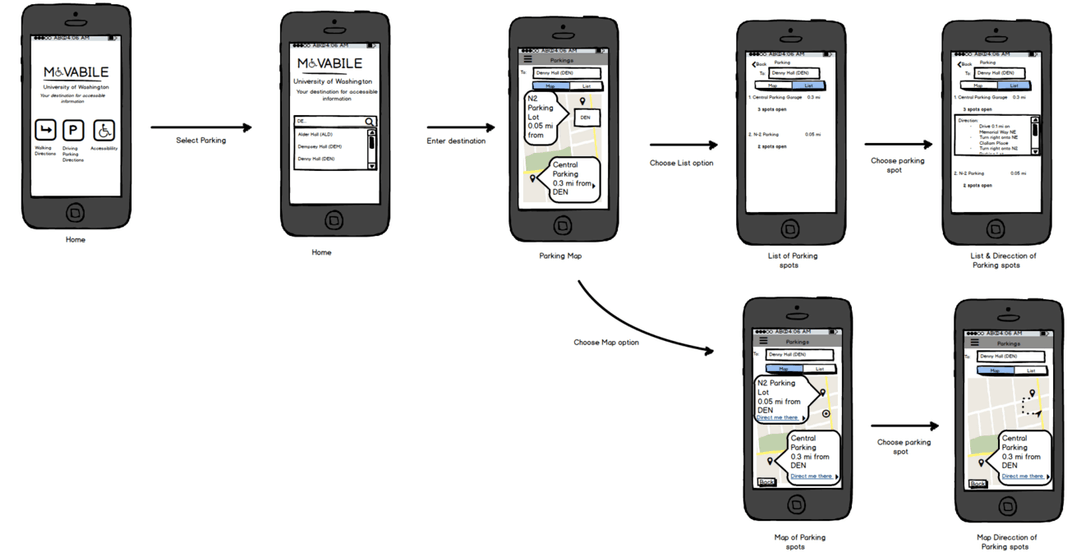 ABC 4:06 AM
MOVABILE
University of Washington
Your destination for accessible
information
P
Walking
Directions
Driving
Parking
Directions
Accessibility
Home
Select Parking
ABC 4:06 AM
MOVABILE
University of Washington
Your destination for accessible
information
DE..
Alder Hall (ALD)
Dempsey Hall (DEM)
Denny Hall (DEN)
Home
Enter destination
ABC 4:06 AM
Parkings
To
Denny Hall (DEN)
Map
List
N2
Parking
Lot
0.05 mi
from
DEN
Central
Parking
0.3 mi from
DEN
Parking Map
Choose List option
ABC 4:06 AM
Back
Parking
To:
Denny Hall (DEN)
Map
List
1 Central Parking Garage 0.3 mi
3 spots open
2. N-2 Parking 0.05 mi
2 spots open
List of Parking
spots
Choose parking
spot
ABC 4:06 AM
Back
Parking
To:
Denny Hall (DEN)
Map
List
1 Central Parking Garage 0.3 mi
3 spots open
Direction:
- Drive 0.1 mi on
Memorial Way NE
- Turn right onto NE
Clallam Place
- Turn right onto N2
Parking
2. N-2 Parking 0.05 mi
2 spots open
List & Direcction of
Parking spots
Choose Map option
ABC 4:06 AM
Parkings
To:
Denny Hall (DEN)
Map
List
N2 Parking
Lot
0.05 mi from
DEN
Direct me there
Central
Parking
0.3 mi from
DEN
Direct me there
Back
Map of Parking
spots
Choose parking
spot
ABC 4:06 AM
Parkings
To:
Denny Hall (DEN)
Map
List
Central
Parking
0.3 mi from
DEN
Direct me there
Back
Map Direcction of
Parking spots